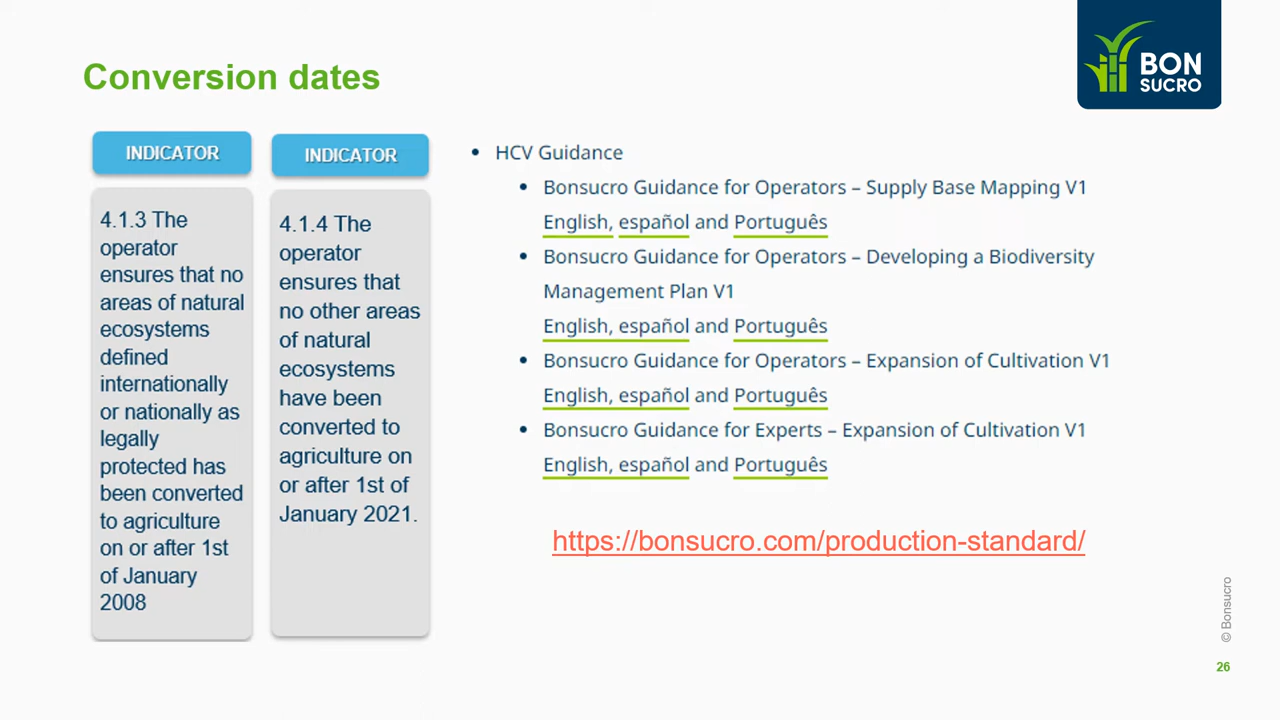 Conversion dates
BON
SUCRO
INDICATOR
4.1.3 The
operator
ensures that no
areas of natural
ecosystems
defined
internationally
or nationally as
legally
protected has
been converted
to agriculture
on or after 1st
of January
2008
INDICATOR
4.1.4 The
operator
ensures that
no other areas
of natural
ecosystems
have been
converted to
agriculture on
or after 1st of
January 2021.
• HCV Guidance
• Bonsucro Guidance for Operators – Supply Base Mapping V1
English, español and Português
• Bonsucro Guidance for Operators – Developing a Biodiversity
Management Plan V1
English, español and Português
• Bonsucro Guidance for Operators – Expansion of Cultivation V1
English, español and Português
• Bonsucro Guidance for Experts – Expansion of Cultivation V1
English, español and Português
https://bonsucro.com/production-standard/
© Bonsucro
26